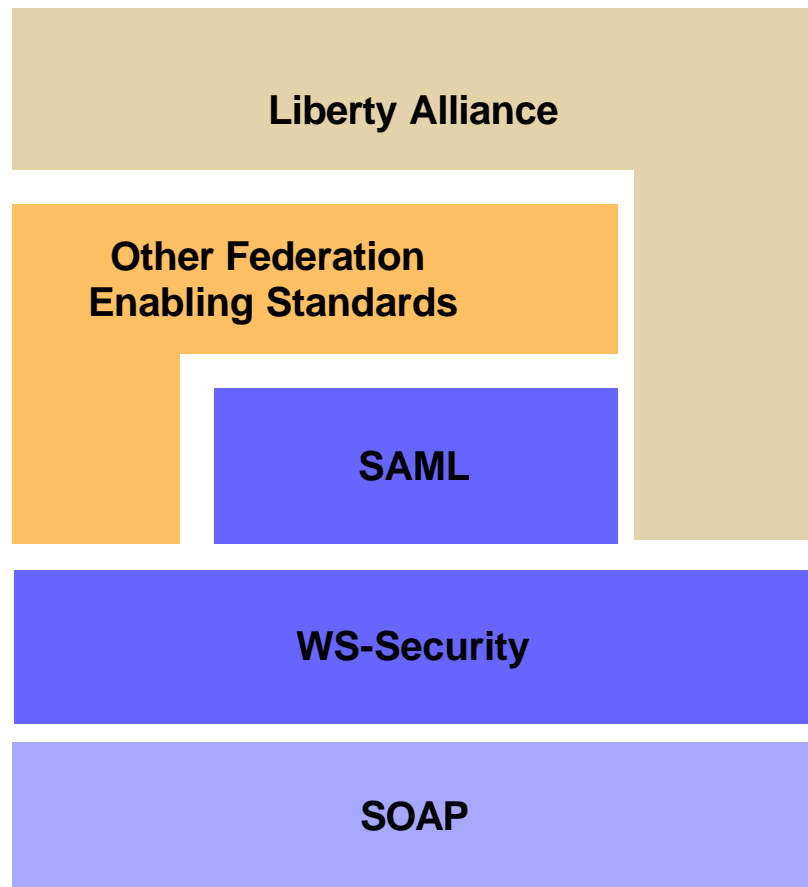 Liberty Alliance
Other Federation
Enabling Standards
SAML
WS-Security
SOAP